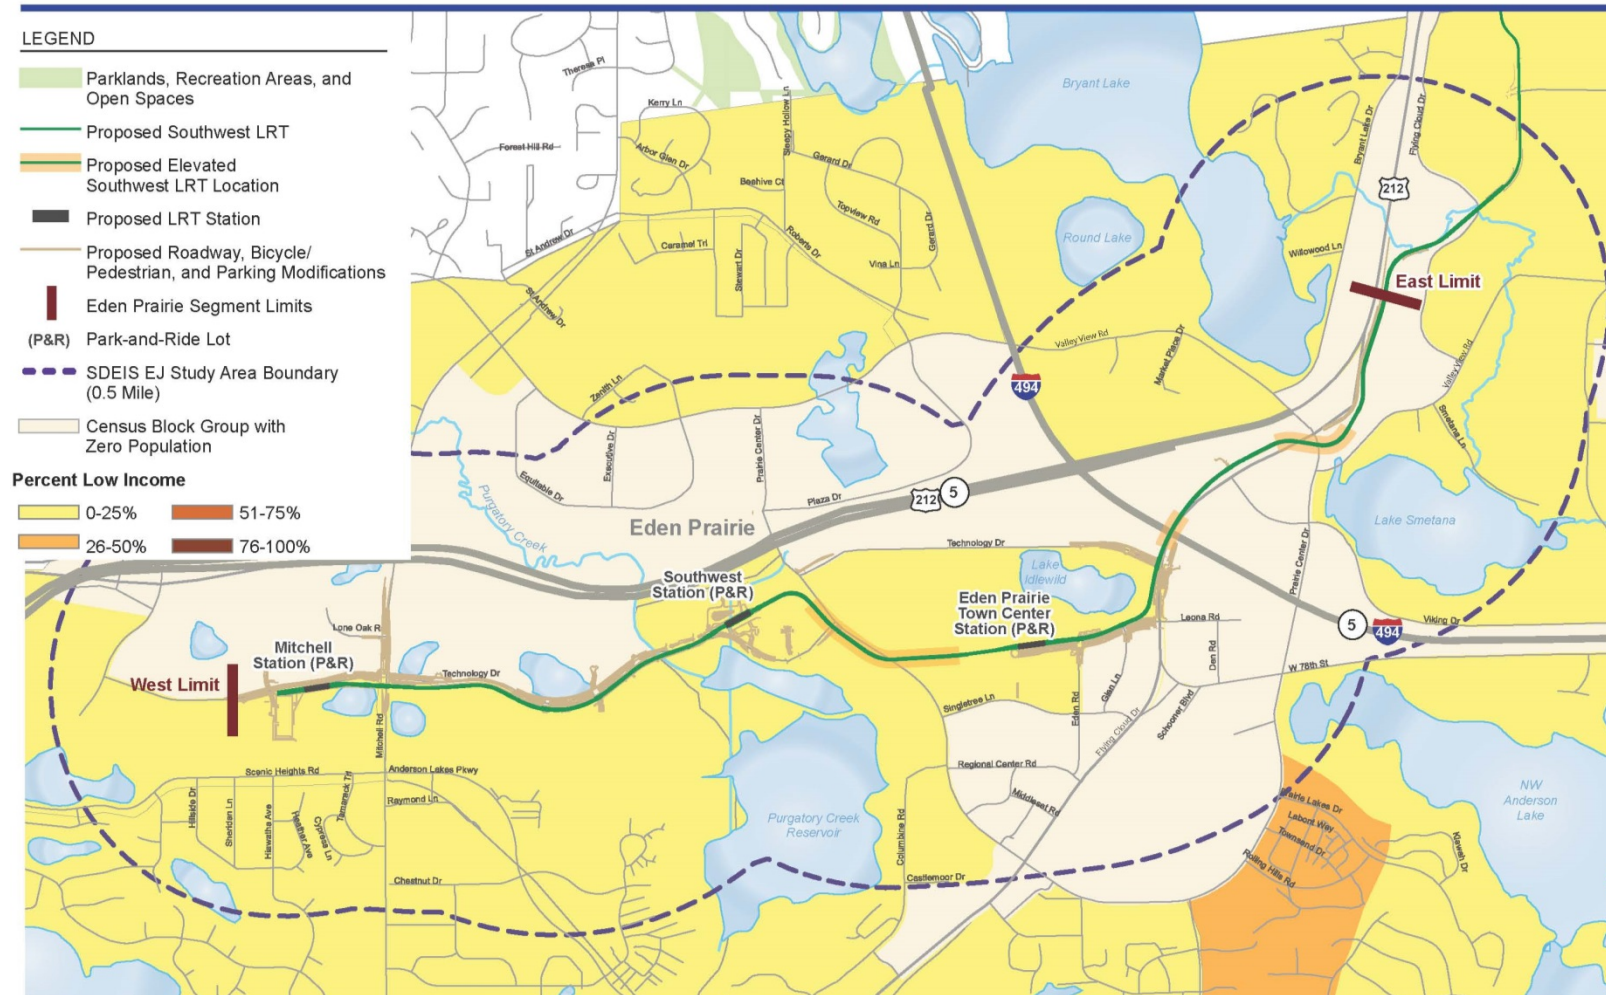 LEGEND
Parklands, Recreation Areas, and
Open Spaces
Proposed Southwest LRT
Proposed Elevated
Southwest LRT Location
Proposed LRT Station
Proposed Roadway, Bicycle/
Pedestrian, and Parking Modifications
Eden Prairie Segment Limits
(P&R) Park-and-Ride Lot
SDEIS EJ Study Area Boundary
(0.5 Mile)
Census Block Group with
Zero Population
Percent Low Income
0-25%
51-75%
26-50%
76-100%
Theresa Pl
Kerry Ln
Forest Hill Rd
Arbor Glen Dr
Sleepy Hollow Ln
Gerard Dr
Beehive Ct
Topview Rd
Gerard Dr
St Andrew Dr
Caramel Trl
Stewart Dr
Roberts Dr
Vina Ln
St Andrew Dr
Bryant Lake
Round Lake
Bryant Lake Dr
Flying Cloud Dr
212
Willowood Ln
East Limit
Valley View Rd
Market Place Dr
494
Valley View Rd
Smetana Ln
Zenith Ln
Executive Dr
Prairie Center Dr
Equitable Dr
Plaza Dr
212
5
Purgatory Creek
Eden Prairie
Lake Smetana
Technology Dr
Lake
Idlewild
Prairie Center Dr
Southwest
Station (P&R)
Eden Prairie
Town Center
Station (P&R)
Leona Rd
Den Rd
5
494
Viking Dr
W 78th St
Lone Oak R
Mitchell
Station (P&R)
Technology Dr
West Limit
Mitchell Rd
Singletree Ln
Eden Rd
Glen Ln
Flying Cloud Dr
Schooner Blvd
Scenic Heights Rd
Anderson Lakes Pkwy
Raymond Ln
Hillside Dr
Sheridan Ln
Hiawatha Ave
Heather Ave
Cypress Ln
Tamarack Trl
Chestnut Dr
Purgatory Creek
Reservoir
Columbine Rd
Castlemoor Dr
Regional Center Rd
Middleset Rd
NW
Anderson
Lake
Prairie Lakes Dr
Labont Way
Townsend Dr
Rolling Hills Rd
Kiawah Dr